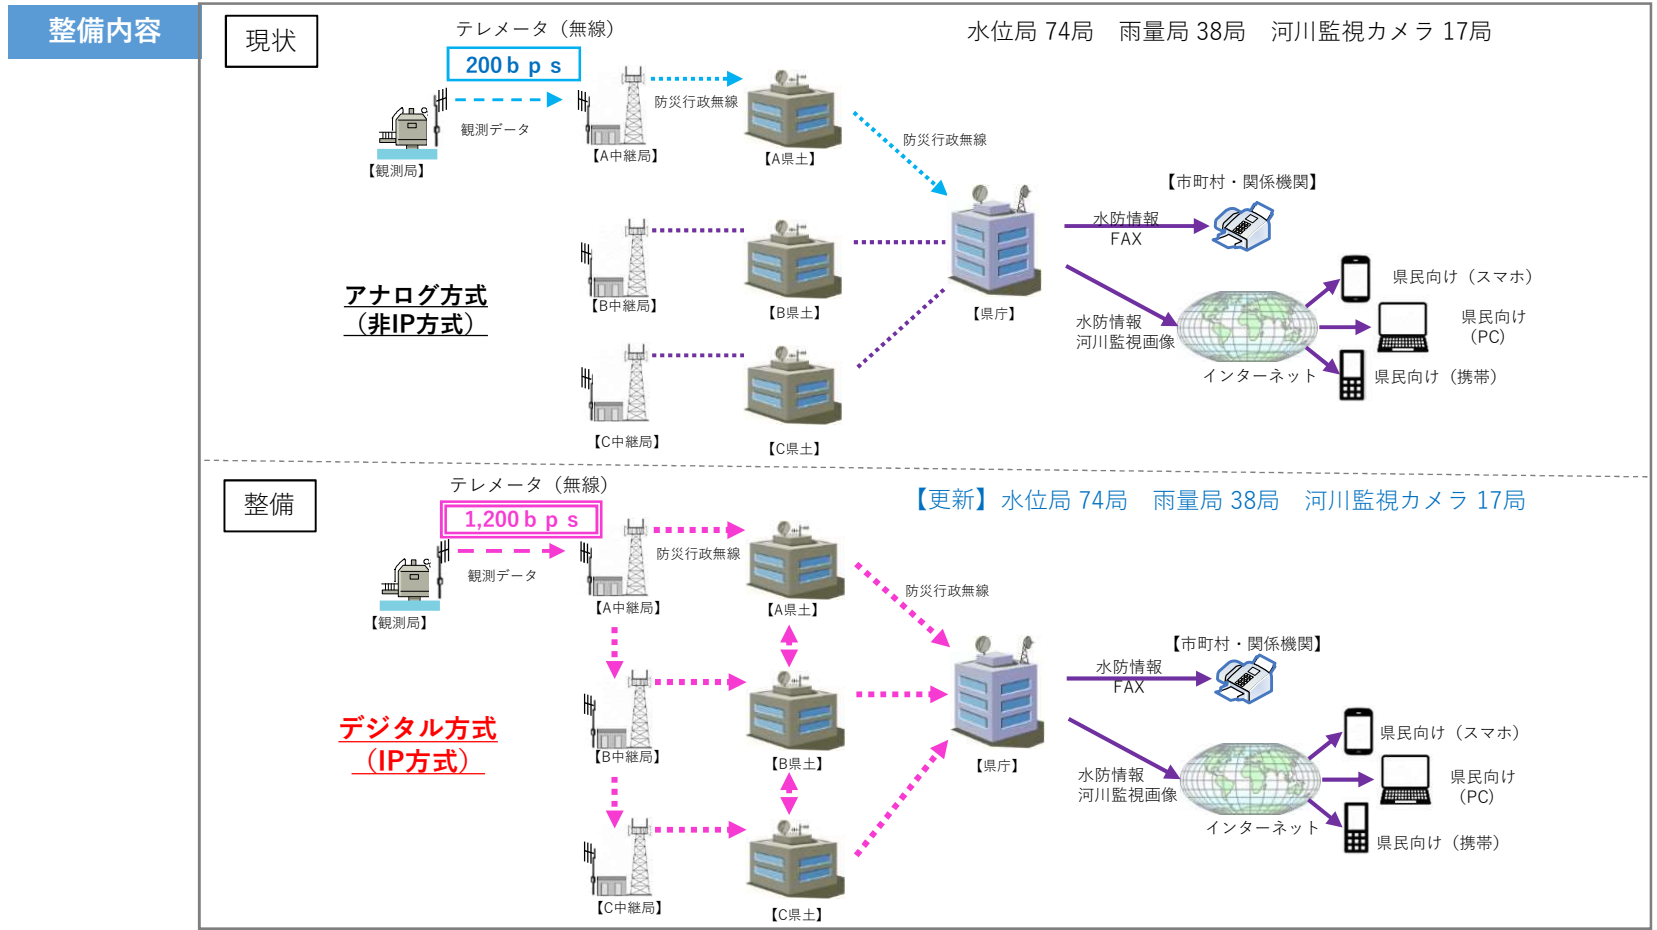 整備内容
現状
テレメータ（無線）
水位局 74局　雨量局 38局　河川監視カメラ 17局
200ｂｐｓ
防災行政無線
観測データ
【観測局】
【A中継局】
【A県土】
防災行政無線
【市町村・関係機関】
水防情報
FAX
アナログ方式
（非IP方式）
【B中継局】
【B県土】
【県庁】
水防情報
河川監視画像
インターネット
県民向け（スマホ）
県民向け
（PC）
県民向け（携帯）
【C中継局】
【C県土】
整備
テレメータ（無線）
【更新】水位局 74局　雨量局 38局　河川監視カメラ 17局
1,200ｂｐｓ
防災行政無線
観測データ
【観測局】
【A中継局】
【A県土】
防災行政無線
【市町村・関係機関】
水防情報
FAX
デジタル方式
（IP方式）
【B中継局】
【B県土】
【県庁】
水防情報
河川監視画像
インターネット
県民向け（スマホ）
県民向け
（PC）
県民向け（携帯）
【C中継局】
【C県土】